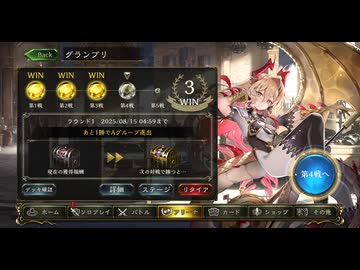 Back
グランプリ
WIN
WIN
WIN
第1戦
第2戦
第3戦
第4戦
第5戦
3
WIN
ラウンド1 2025/08/15 04:59まで
あと1勝でAグループ進出
現在の獲得報酬
次の対戦で勝つと…
デッキ確認
詳細
ステージ
リタイア
第4戦へ
ホーム
ソロプレイ
バトル
アリーナ
カード
ショップ
その他